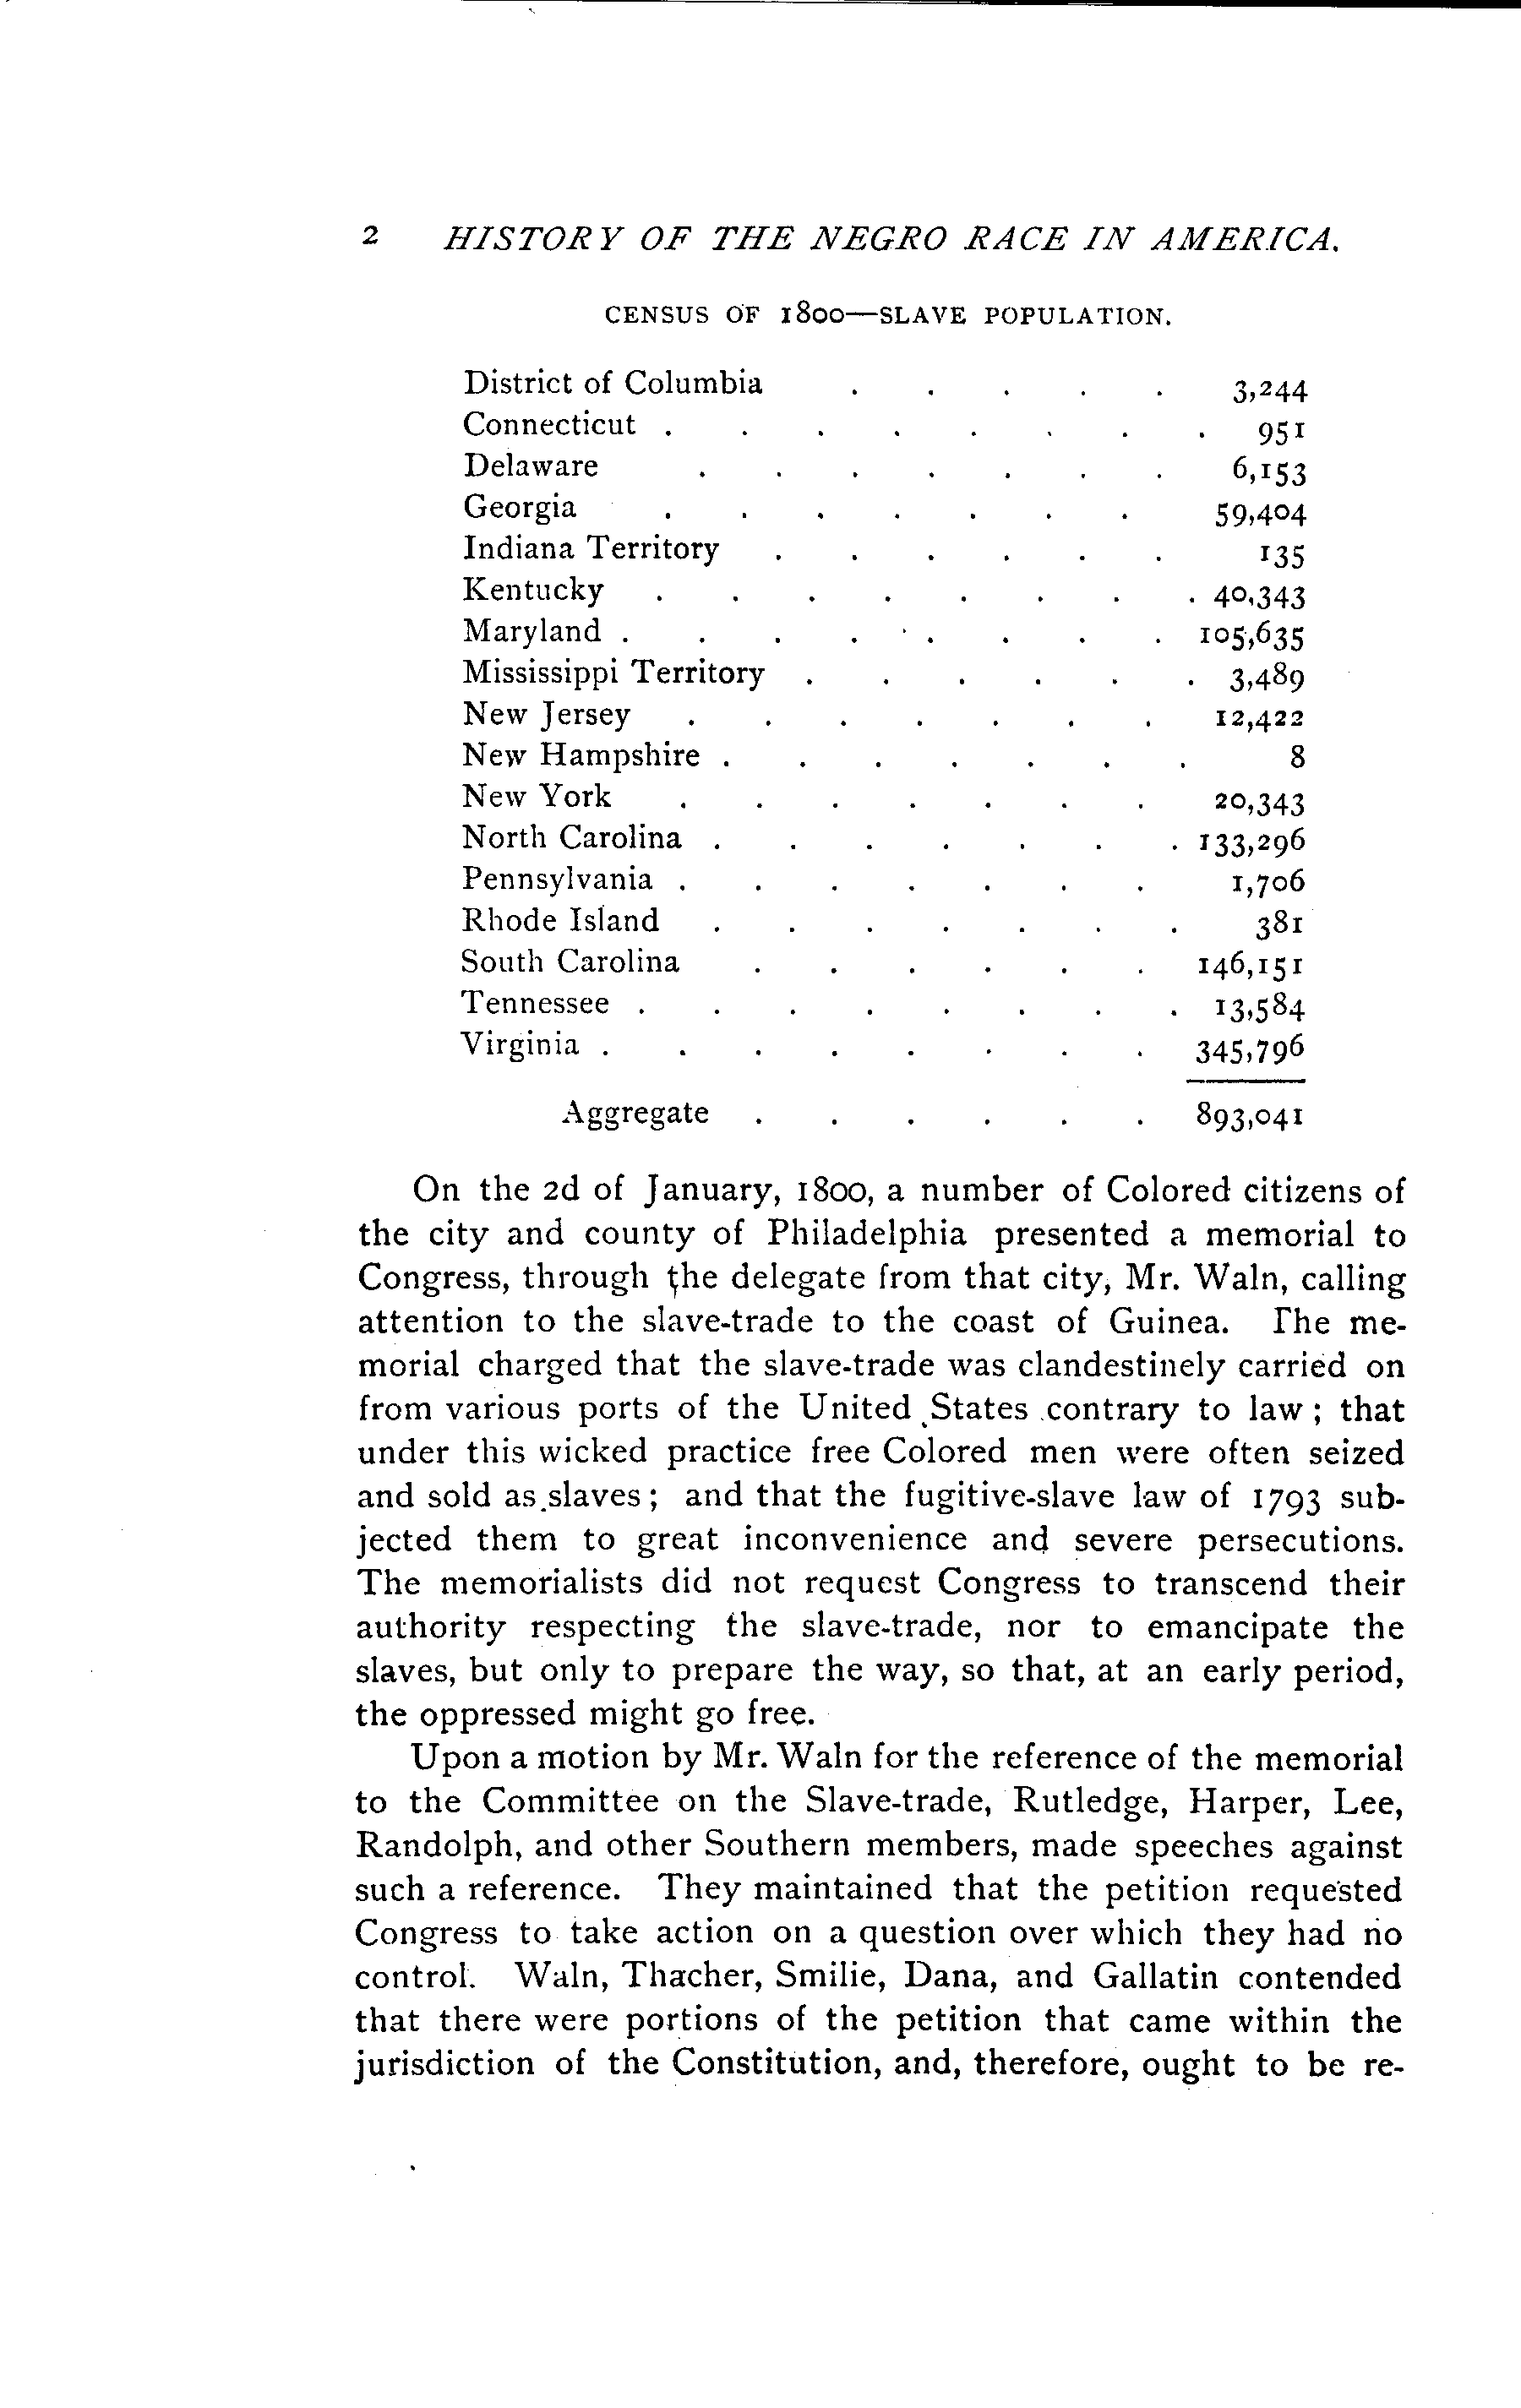 2 HISTORY OF THE NEGRO RACE IN AMERICA.
CENSUS OF 1800—SLAVE POPULATION.
District of Columbia . . . . . 3,244
Connecticut . . . . . . . . 951
Delaware . . . . . . . 6,153
Georgia . . . . . . . 59,404
Indiana Territory . . . . . . 135
Kentucky . . . . . . . . 40,343
Maryland . . . . . . . . 105,635
Mississippi Territory . . . . . . 3,489
New Jersey . . . . . . . 12,422
New Hampshire . . . . . . . 8
New York . . . . . . . 20,343
North Carolina . . . . . . . 133,296
Pennsylvania . . . . . . . 1,706
Rhode Island . . . . . . . 381
South Carolina . . . . . . 146,151
Tennessee . . . . . . . . 13,584
Virginia . . . . . . . . 345,796
Aggregate . . . . . . 893,041
On the 2d of January, 1800, a number of Colored citizens of
the city and county of Philadelphia presented a memorial to
Congress, through the delegate from that city, Mr. Waln, calling
attention to the slave-trade to the coast of Guinea. The me-
morial charged that the slave-trade was clandestinely carried on
from various ports of the United States contrary to law; that
under this wicked practice free Colored men were often seized
and sold as slaves; and that the fugitive-slave law of 1793 sub-
jected them to great inconvenience and severe persecutions.
The memorialists did not request Congress to transcend their
authority respecting the slave-trade, nor to emancipate the
slaves, but only to prepare the way, so that, at an early period,
the oppressed might go free.
Upon a motion by Mr. Waln for the reference of the memorial
to the Committee on the Slave-trade, Rutledge, Harper, Lee,
Randolph, and other Southern members, made speeches against
such a reference. They maintained that the petition requested
Congress to take action on a question over which they had no
control. Waln, Thacher, Smilie, Dana, and Gallatin contended
that there were portions of the petition that came within the
jurisdiction of the Constitution, and, therefore, ought to be re-